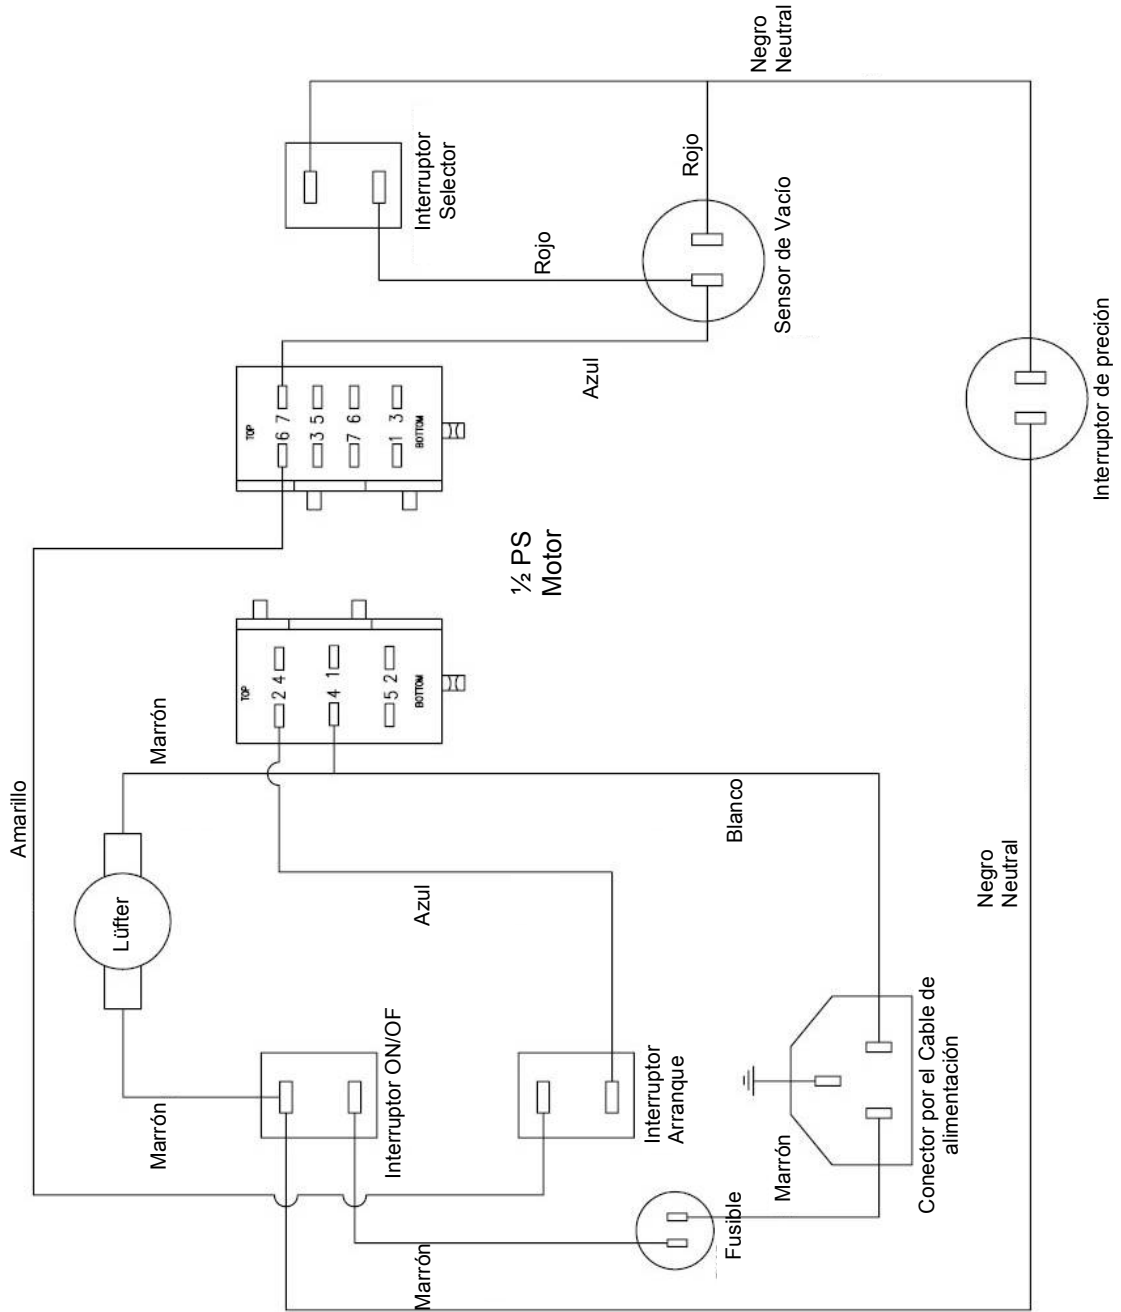 Amarillo
Lüfter
Marrón
Marrón
TOP
2 4
4 1
5 2
BOTTOM
TOP
6 7
3 5
7 6
1 3
BOTTOM
Interruptor ON/OF
Marrón
Azul
Interruptor
Selector
½ PS
Motor
Rojo
Azul
Interruptor
Arranque
Rojo
Fusible
Blanco
Negro
Neutral
Marrón
Sensor de Vacío
Conector por el Cable de
alimentación
Negro
Neutral
Interruptor de preción